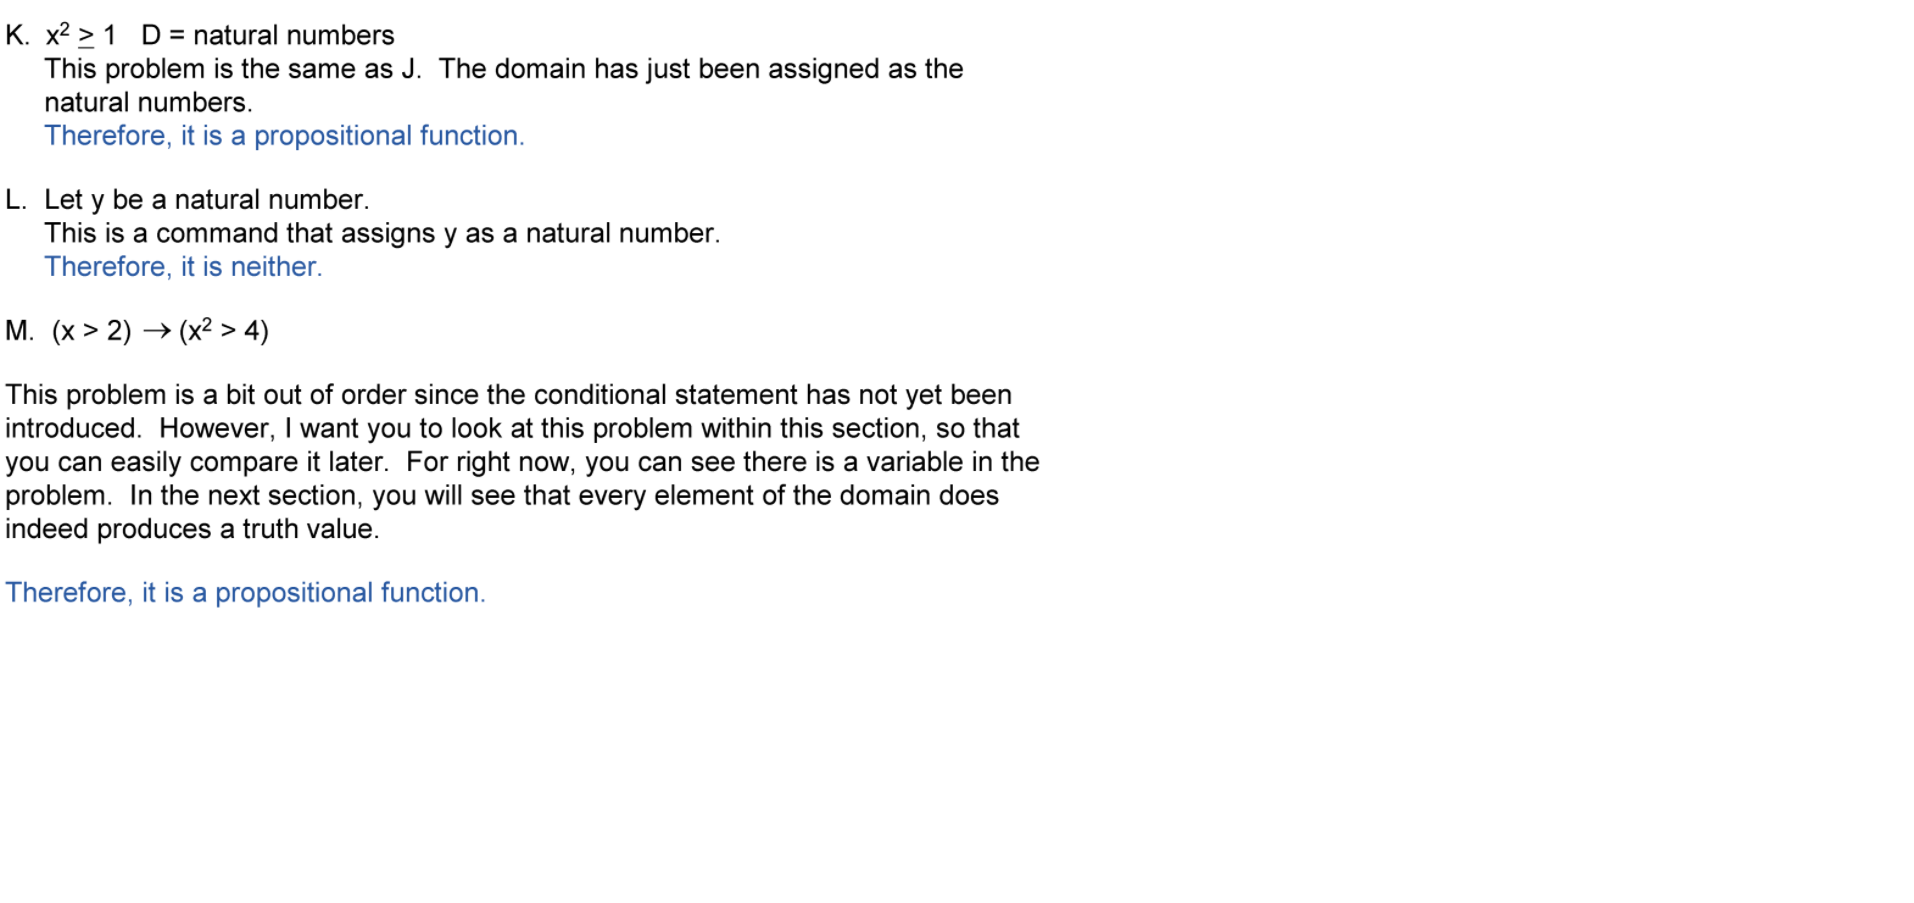 K. x² ≥ 1 D = natural numbers
This problem is the same as J. The domain has just been assigned as the
natural numbers.
Therefore, it is a propositional function.
L. Let y be a natural number.
This is a command that assigns y as a natural number.
Therefore, it is neither.
M. (x > 2) → (x² > 4)
This problem is a bit out of order since the conditional statement has not yet been
introduced. However, I want you to look at this problem within this section, so that
you can easily compare it later. For right now, you can see there is a variable in the
problem. In the next section, you will see that every element of the domain does
indeed produces a truth value.
Therefore, it is a propositional function.